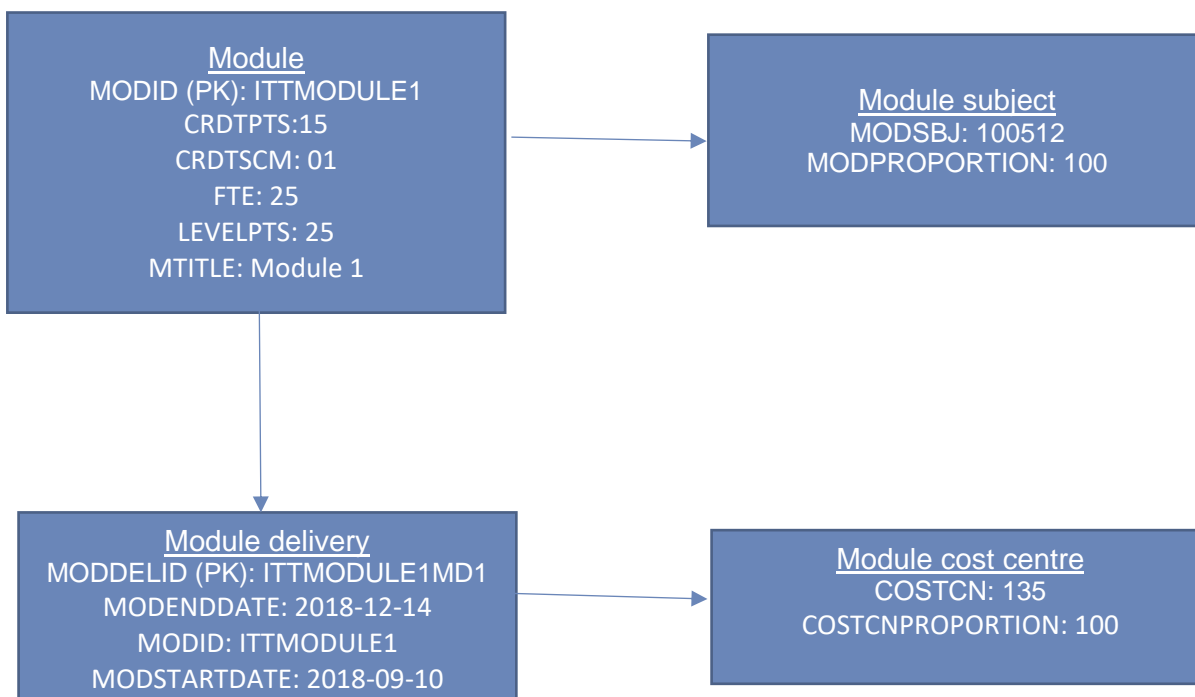 Module
MODID (PK): ITTMODULE1
CRDTPTS:15
CRDTSCM: 01
FTE: 25
LEVELPTS: 25
MTITLE: Module 1
Module subject
MODSBJ: 100512
MODPROPORTION: 100
Module delivery
MODDELID (PK): ITTMODULE1MD1
MODENDDATE: 2018-12-14
MODID: ITTMODULE1
MODSTARTDATE: 2018-09-10
Module cost centre
COSTCN: 135
COSTCNPROPORTION: 100